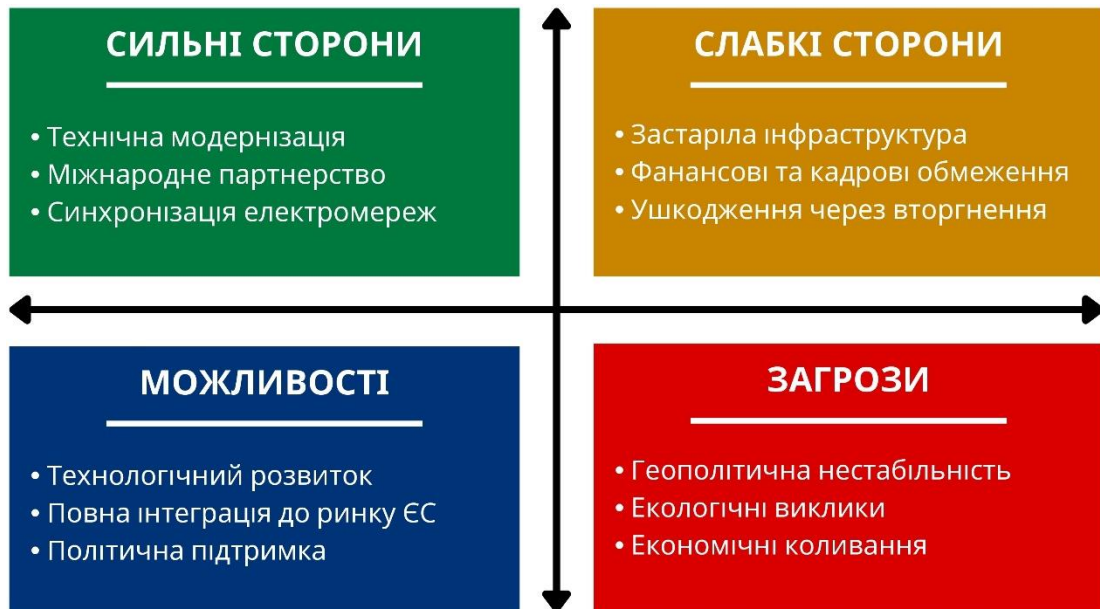 СИЛЬНІ СТОРОНИ
• Технічна модернізація
• Міжнародне партнерство
• Синхронізація електромереж
СЛАБКІ СТОРОНИ
• Застаріла інфраструктура
• Фанансові та кадрові обмеження
• Ушкодження через вторгнення
МОЖЛИВОСТІ
• Технологічний розвиток
• Повна інтеграція до ринку ЄС
• Політична підтримка
ЗАГРОЗИ
• Геополітична нестабільність
• Екологічні виклики
• Економічні коливання